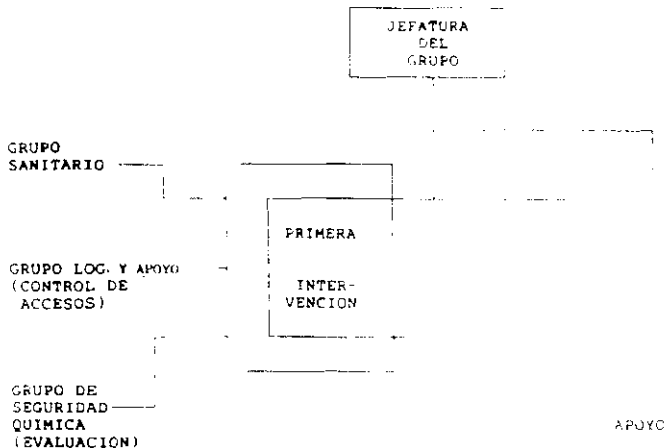 JEFATURA
DEL
GRUPO
GRUPO
SANITARIO
PRIMERA
GRUPO LOG. Y APOYO
(CONTROL DE
ACCESOS)
INTER-
VENCION
GRUPO DE
SEGURIDAD
QUIMICA
(EVALUACION)
APOYO